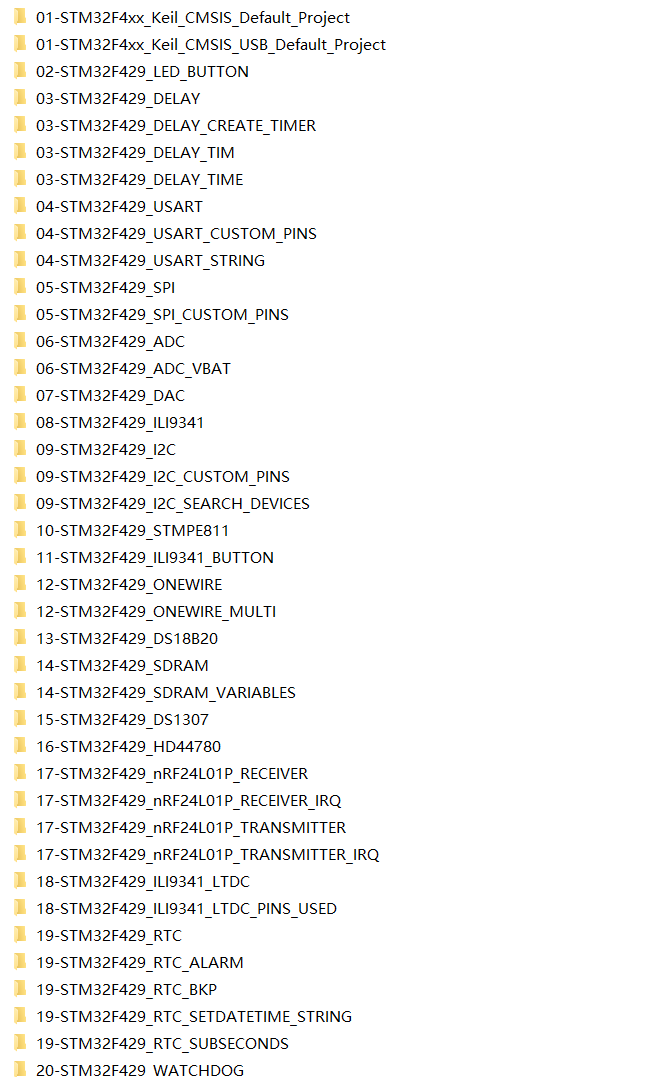 01-STM32F4xx_Keil_CMSIS_Default_Project
01-STM32F4xx_Keil_CMSIS_USB_Default_Project
02-STM32F429_LED_BUTTON
03-STM32F429_DELAY
03-STM32F429_DELAY_CREATE_TIMER
03-STM32F429_DELAY_TIM
03-STM32F429_DELAY_TIME
04-STM32F429_USART
04-STM32F429_USART_CUSTOM_PINS
04-STM32F429_USART_STRING
05-STM32F429_SPI
05-STM32F429_SPI_CUSTOM_PINS
06-STM32F429_ADC
06-STM32F429_ADC_VBAT
07-STM32F429_DAC
08-STM32F429_ILI9341
09-STM32F429_I2C
09-STM32F429_I2C_CUSTOM_PINS
09-STM32F429_I2C_SEARCH_DEVICES
10-STM32F429_STMPE811
11-STM32F429_ILI9341_BUTTON
12-STM32F429_ONEWIRE
12-STM32F429_ONEWIRE_MULTI
13-STM32F429_DS18B20
14-STM32F429_SDRAM
14-STM32F429_SDRAM_VARIABLES
15-STM32F429_DS1307
16-STM32F429_HD44780
17-STM32F429_nRF24L01P_RECEIVER
17-STM32F429_nRF24L01P_RECEIVER_IRQ
17-STM32F429_nRF24L01P_TRANSMITTER
17-STM32F429_nRF24L01P_TRANSMITTER_IRQ
18-STM32F429_ILI9341_LTDC
18-STM32F429_ILI9341_LTDC_PINS_USED
19-STM32F429_RTC
19-STM32F429_RTC_ALARM
19-STM32F429_RTC_BKP
19-STM32F429_RTC_SETDATETIME_STRING
19-STM32F429_RTC_SUBSECONDS
20-STM32F429_WATCHDOG